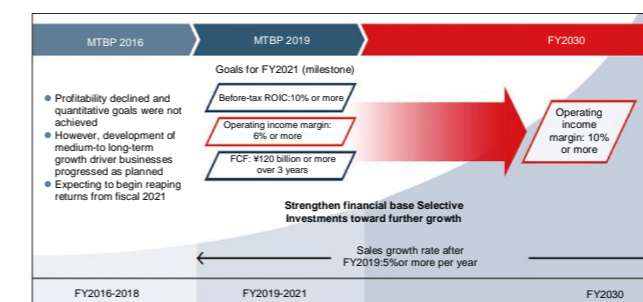 MTBP 2016
MTBP 2019
FY2030
Goals for FY2021 (milestone)
Profitability declined and
quantitative goals were not
achieved
However, development of
medium-to long-term
growth driver businesses
progressed as planned
Expecting to begin reaping
returns from fiscal 2021
Before-tax ROIC:10% or more
Operating income margin:
6% or more
FCF: ¥120 billion or more
over 3 years
Operating
income
margin: 10%
or more
Strengthen financial base Selective
Investments toward further growth
Sales growth rate after
FY2019:5%or more per year
FY2016-2018
FY2019-2021
FY2030